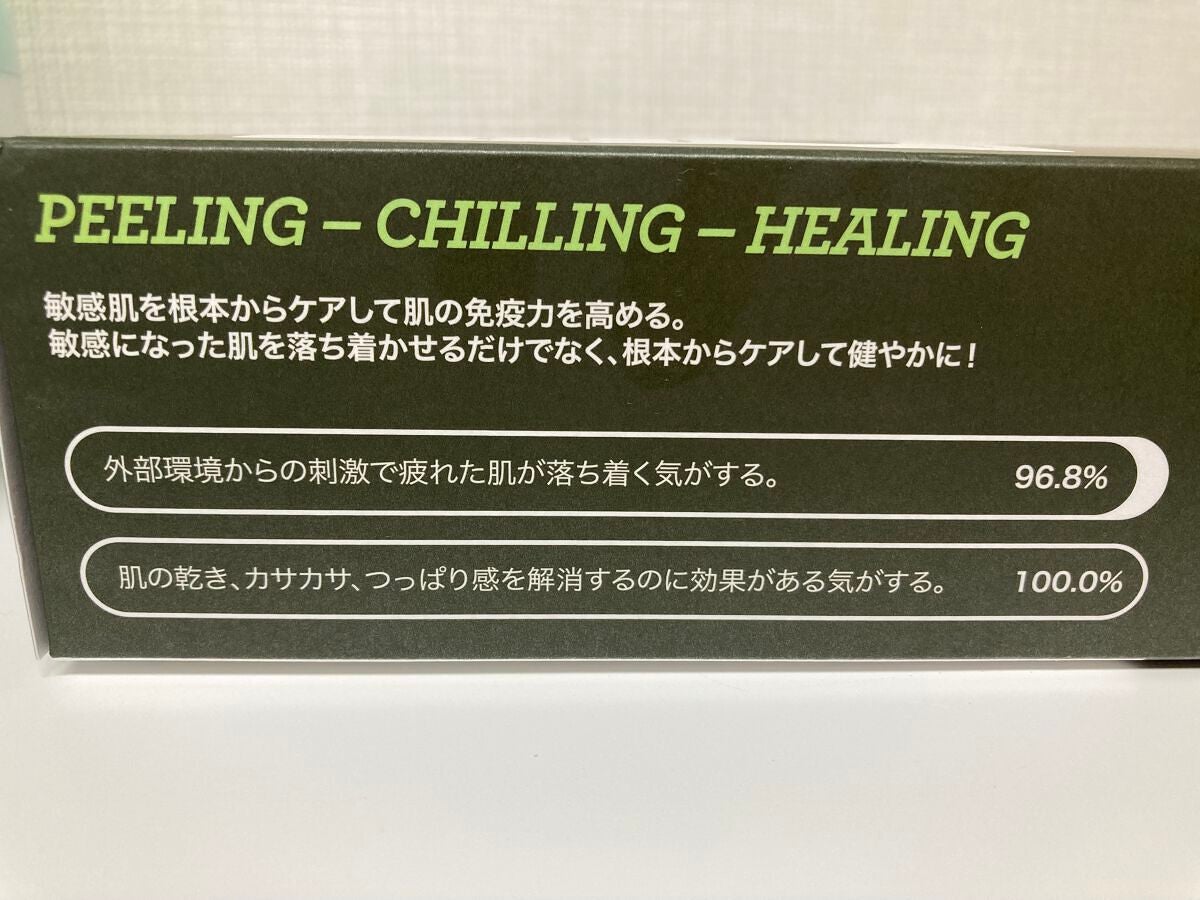 PEELING – CHILLING – HEALING
敏感肌を根本からケアして肌の免疫力を高める。
敏感になった肌を落ち着かせるだけでなく、根本からケアして健やかに!
外部環境からの刺激で疲れた肌が落ち着く気がする。 96.8%
肌の乾き、カサカサ、つっぱり感を解消するのに効果がある気がする。 100.0%